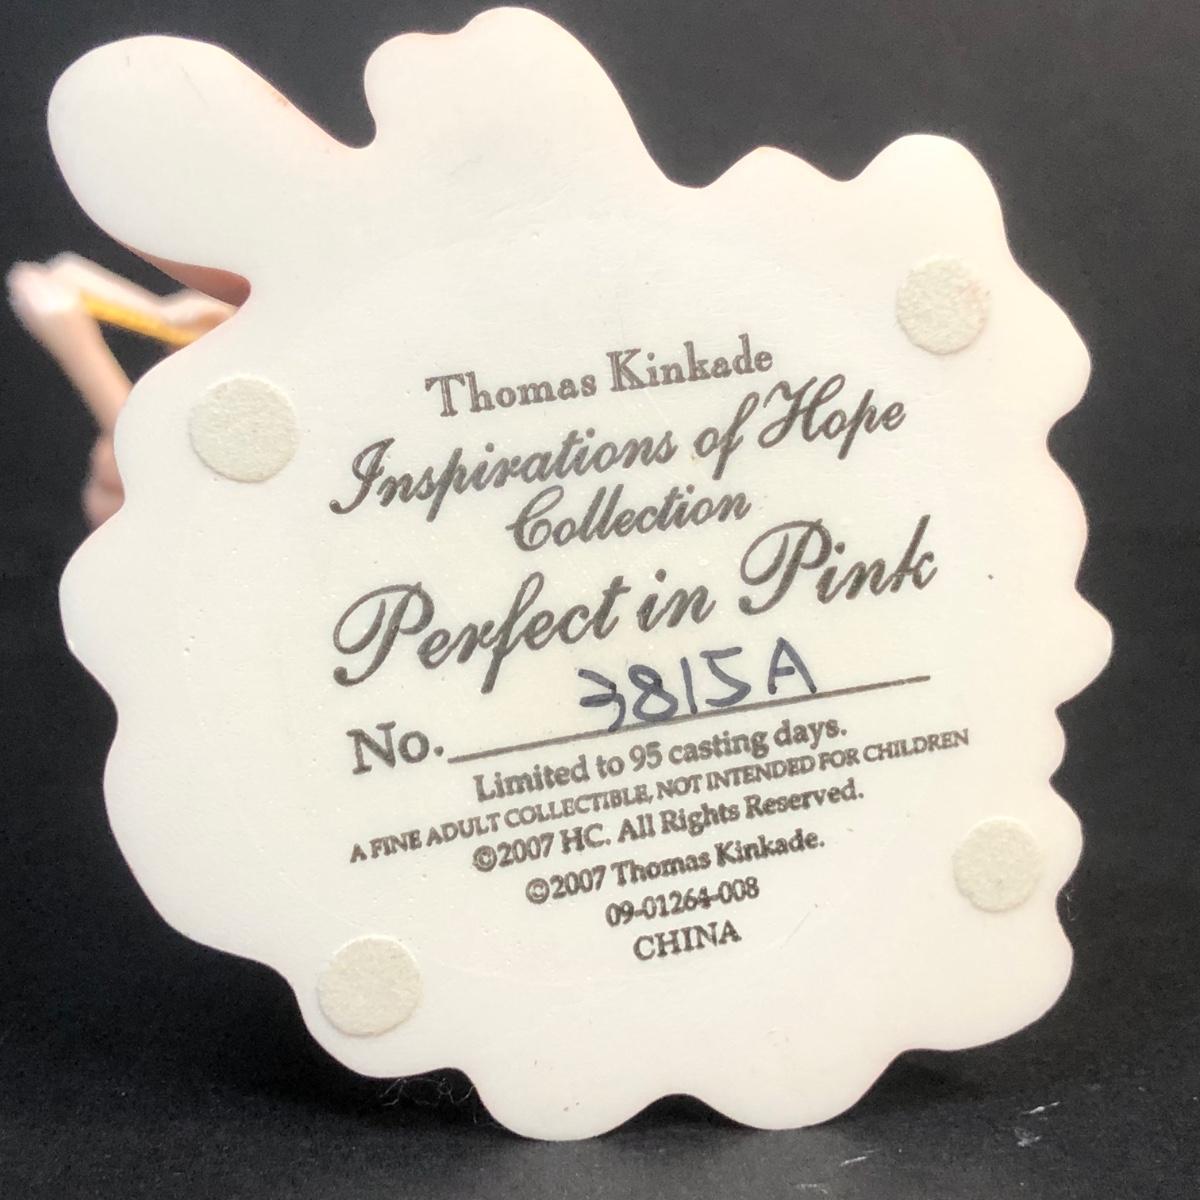 Thomas Kinkade
Inspirations of Hope
Collection
Perfect in Pink
No. 3815A
Limited to 95 casting days.
A FINE ADULT COLLECTIBLE, NOT INTENDED FOR CHILDREN
©2007 HC. All Rights Reserved.
©2007 Thomas Kinkade.
09-01264-008
CHINA